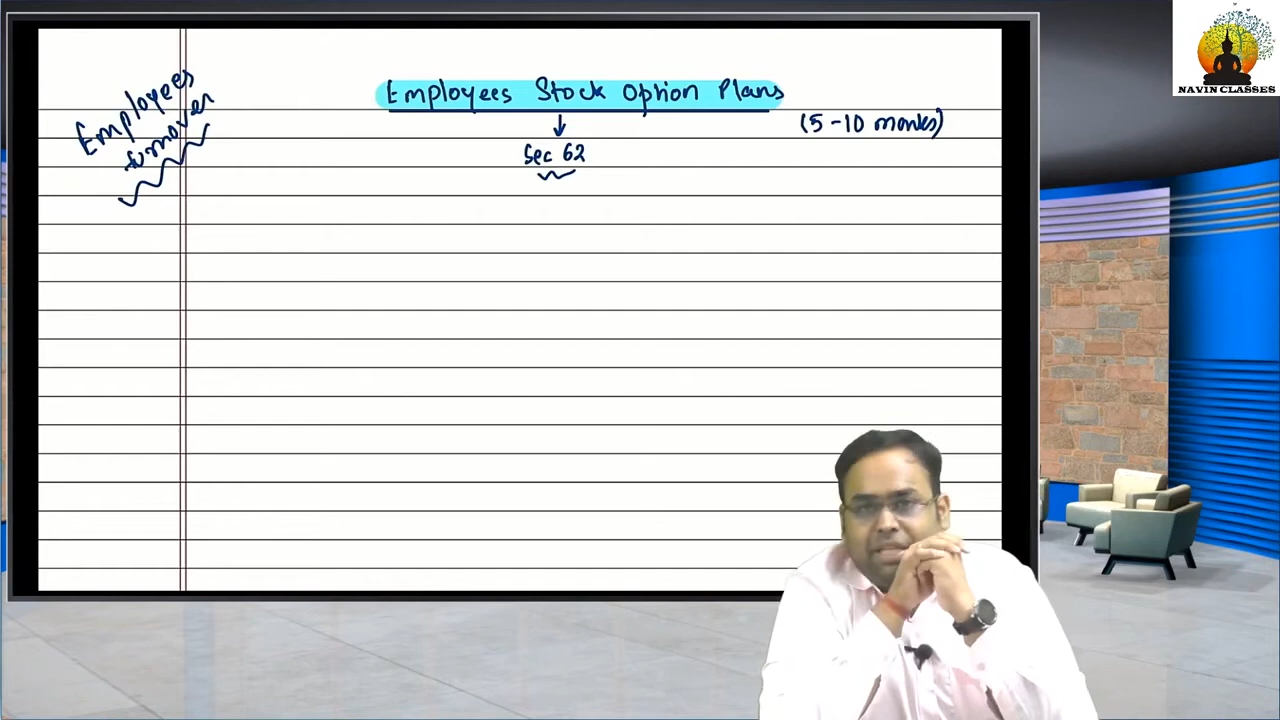 Employees Stock Option Plans
(5-10 marks)
Sec 62
Employees
turnover
NAVIN CLASSES